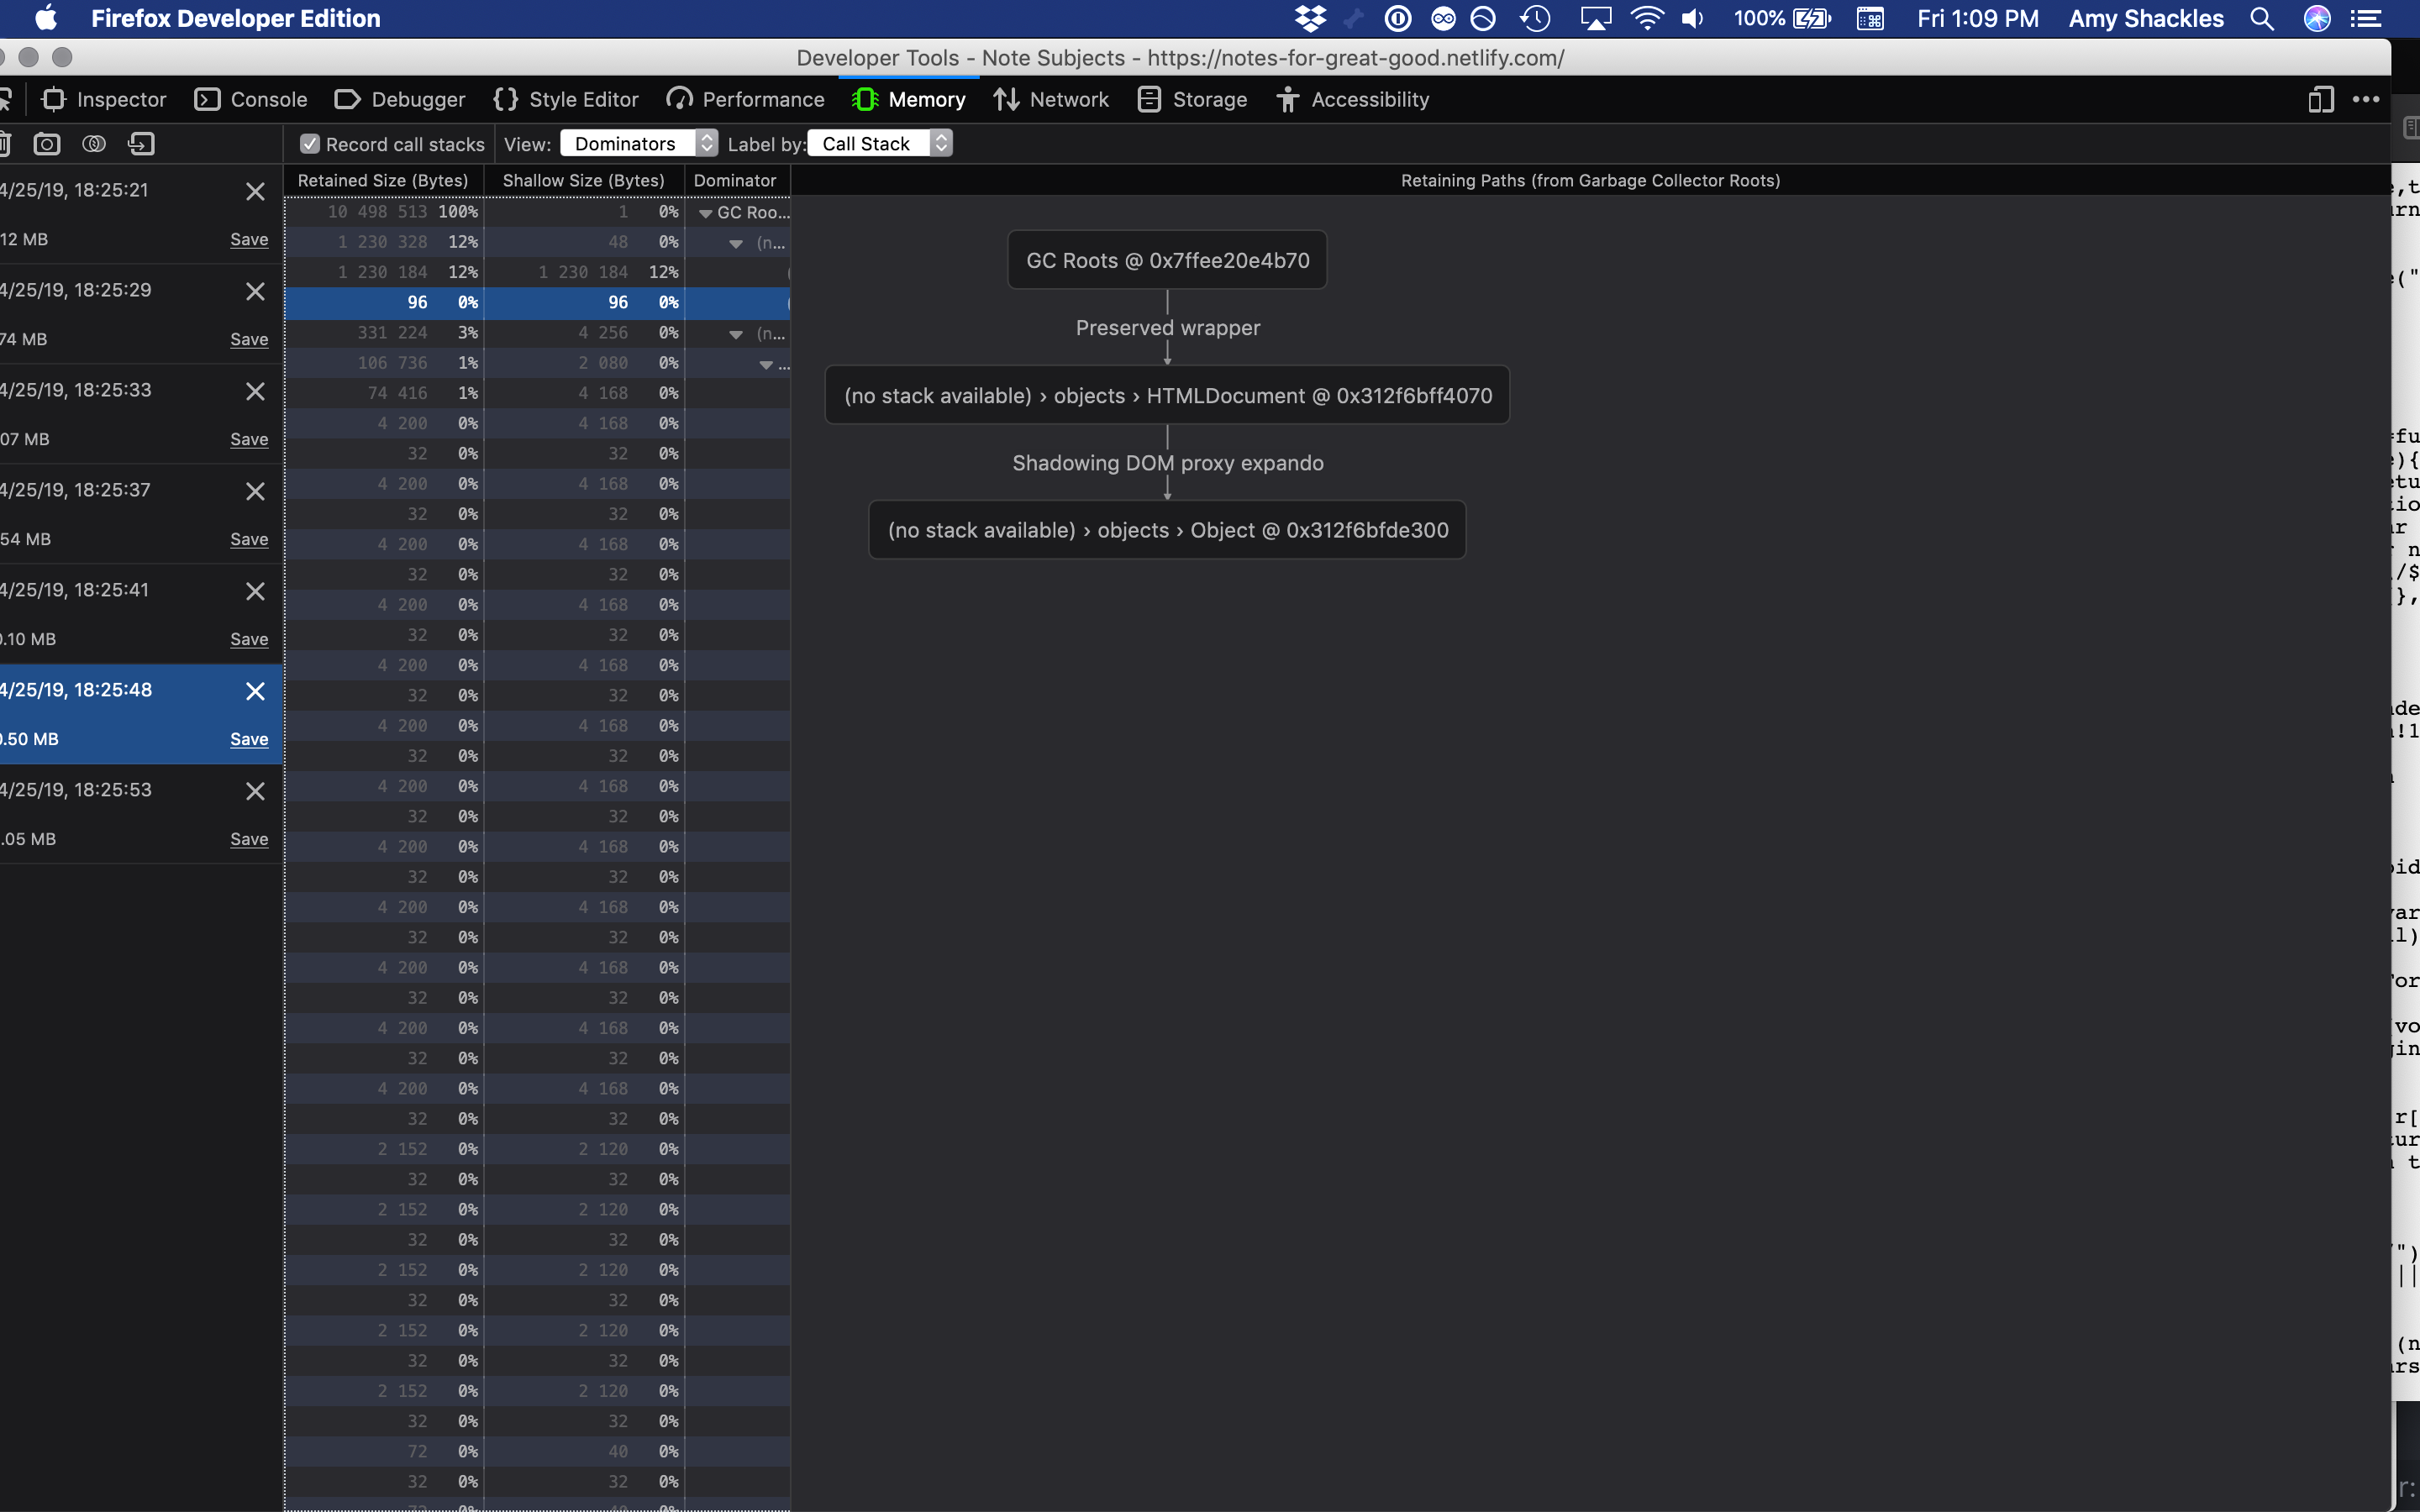 Firefox Developer Edition
100% Fri 1:09 PM Amy Shackles
Developer Tools - Note Subjects - https://notes-for-great-good.netlify.com/
Inspector Console Debugger Style Editor Performance Memory Network Storage Accessibility
Record call stacks View: Dominators Label by: Call Stack
4/25/19, 18:25:21
12 MB Save
4/25/19, 18:25:29
74 MB Save
4/25/19, 18:25:33
07 MB Save
4/25/19, 18:25:37
54 MB Save
4/25/19, 18:25:41
.10 MB Save
4/25/19, 18:25:48
.50 MB Save
4/25/19, 18:25:53
.05 MB Save
Retained Size (Bytes) Shallow Size (Bytes) Dominator
10 498 513 100% 1 0% GC Roo...
1 230 328 12% 48 0% (n...
1 230 184 12% 1 230 184 12% (
96 0% 96 0% (
331 224 3% 4 256 0% (n...
106 736 1% 2 080 0% ...
74 416 1% 4 168 0%
4 200 0% 4 168 0%
32 0% 32 0%
4 200 0% 4 168 0%
32 0% 32 0%
4 200 0% 4 168 0%
32 0% 32 0%
4 200 0% 4 168 0%
32 0% 32 0%
4 200 0% 4 168 0%
32 0% 32 0%
4 200 0% 4 168 0%
32 0% 32 0%
4 200 0% 4 168 0%
32 0% 32 0%
4 200 0% 4 168 0%
32 0% 32 0%
4 200 0% 4 168 0%
32 0% 32 0%
4 200 0% 4 168 0%
32 0% 32 0%
4 200 0% 4 168 0%
32 0% 32 0%
4 200 0% 4 168 0%
32 0% 32 0%
2 152 0% 2 120 0%
32 0% 32 0%
2 152 0% 2 120 0%
32 0% 32 0%
2 152 0% 2 120 0%
32 0% 32 0%
2 152 0% 2 120 0%
32 0% 32 0%
2 152 0% 2 120 0%
32 0% 32 0%
72 0% 40 0%
32 0% 32 0%
Retaining Paths (from Garbage Collector Roots)
GC Roots @ 0x7ffee20e4b70
Preserved wrapper
(no stack available) › objects › HTMLDocument @ 0x312f6bff4070
Shadowing DOM proxy expando
(no stack available) › objects › Object @ 0x312f6bfde300